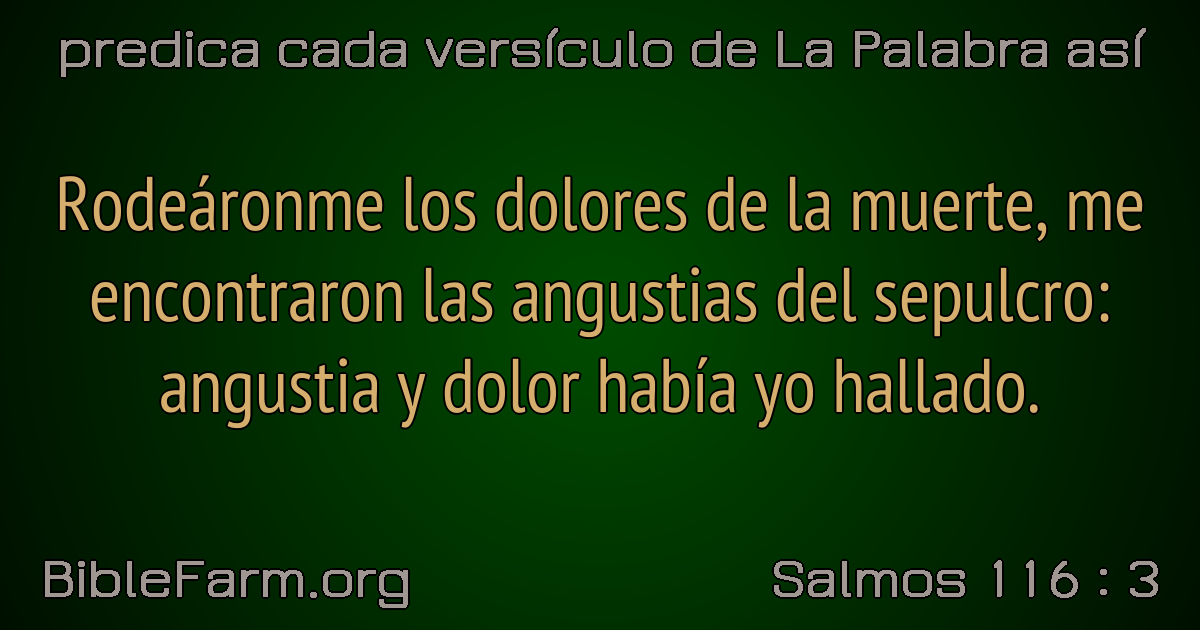 predica cada versículo de La Palabra así
Rodeáronme los dolores de la muerte, me
encontraron las angustias del sepulcro:
angustia y dolor había yo hallado.
BibleFarm.org
Salmos 116 : 3